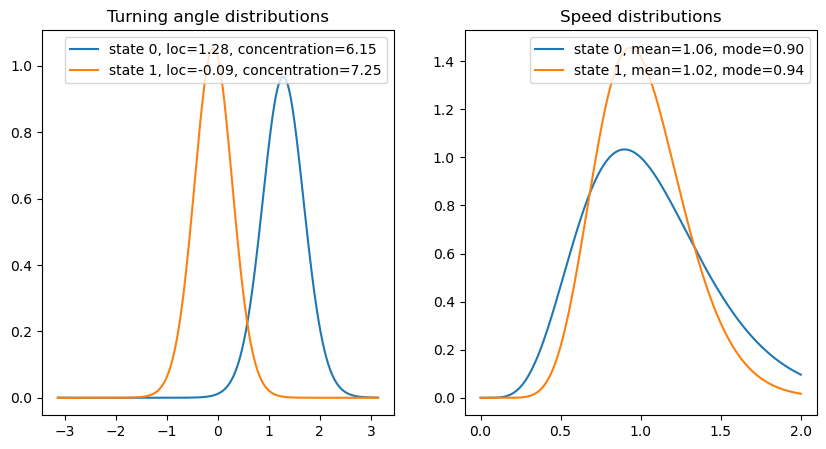 Turning angle distributions
state 0, loc=1.28, concentration=6.15
state 1, loc=-0.09, concentration=7.25
1.0
0.8
0.6
0.4
0.2
0.0
−3 −2 −1 0 1 2 3
Speed distributions
state 0, mean=1.06, mode=0.90
state 1, mean=1.02, mode=0.94
1.4
1.2
1.0
0.8
0.6
0.4
0.2
0.0
0.0 0.5 1.0 1.5 2.0